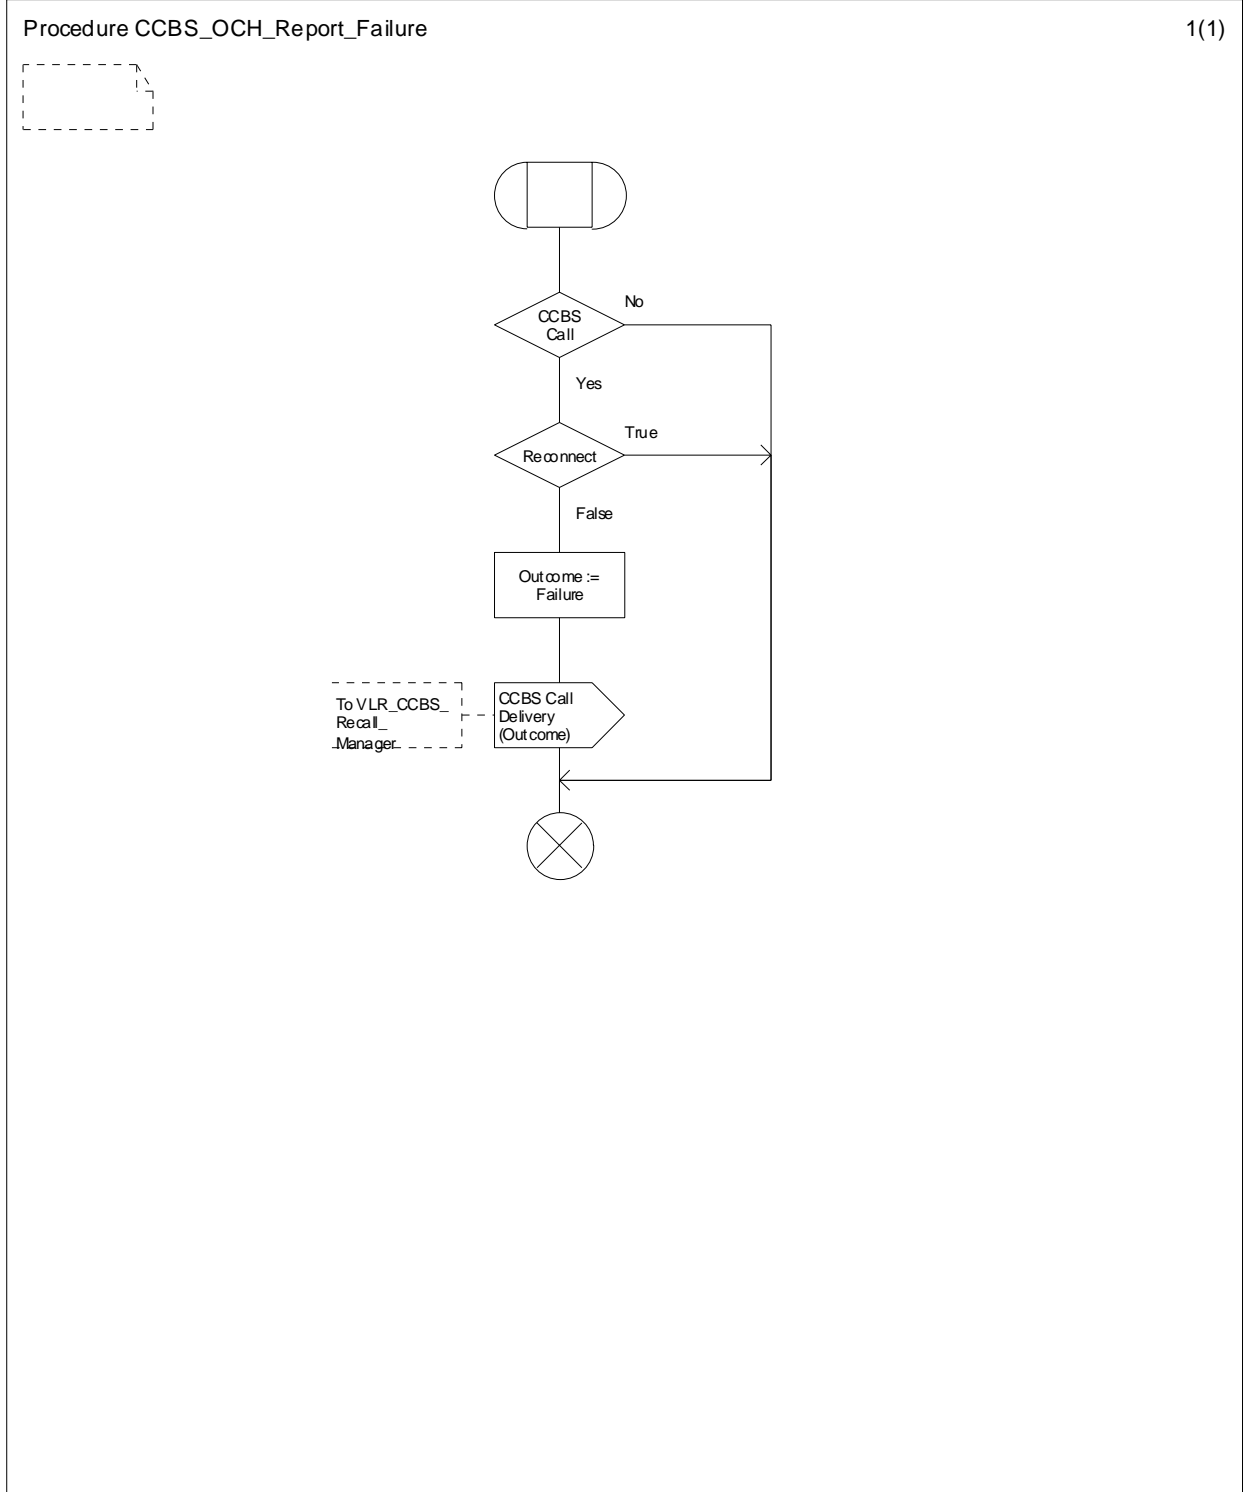 Procedure CCBS_OCH_Report_Failure
1(1)
No
CCBS
Call
Yes
True
Reconnect
False
Outcome :=
Failure
To VLR_CCBS_
Recall_
Manager
CCBS Call
Delivery
(Outcome)